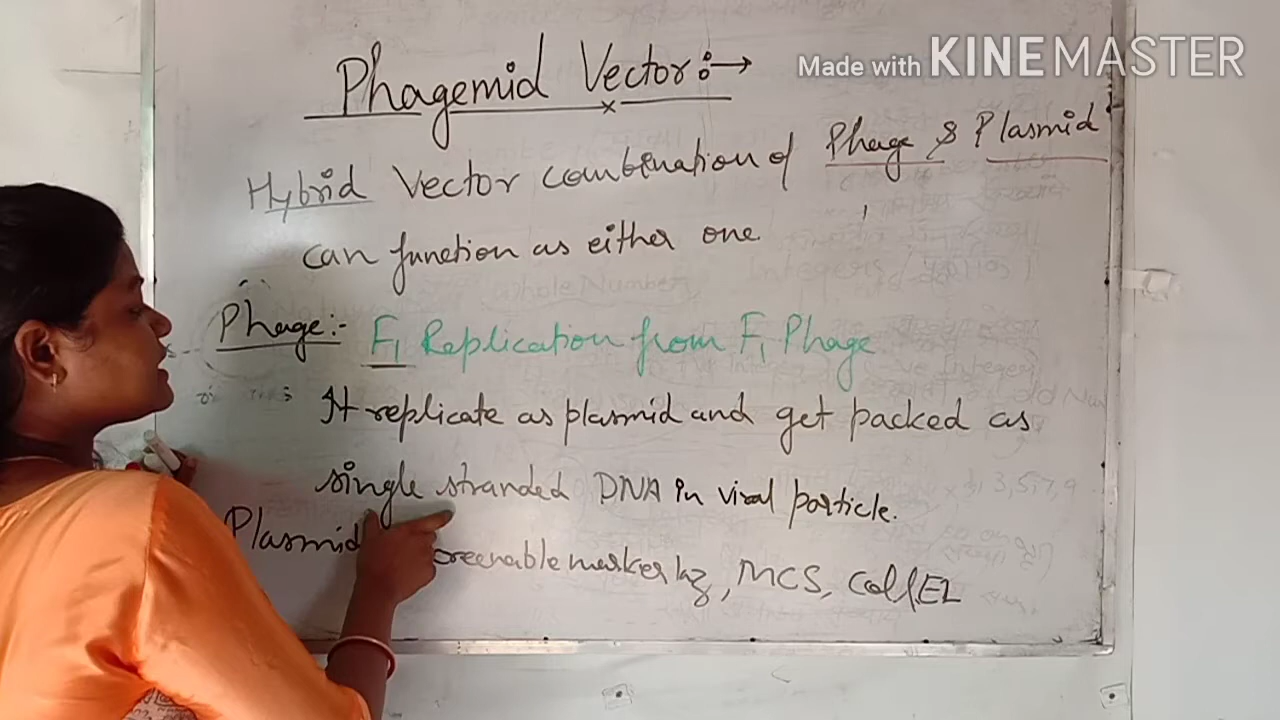 Made with KINEMASTER
Phagemid Vector:→
Hybrid Vector combination of Phage & Plasmid
can function as either one
Phage:- F1 Replication from F1 Phage
It replicate as plasmid and get packed as
single stranded DNA in viral particle.
Plasmid marker lacz, MCS, ColE1